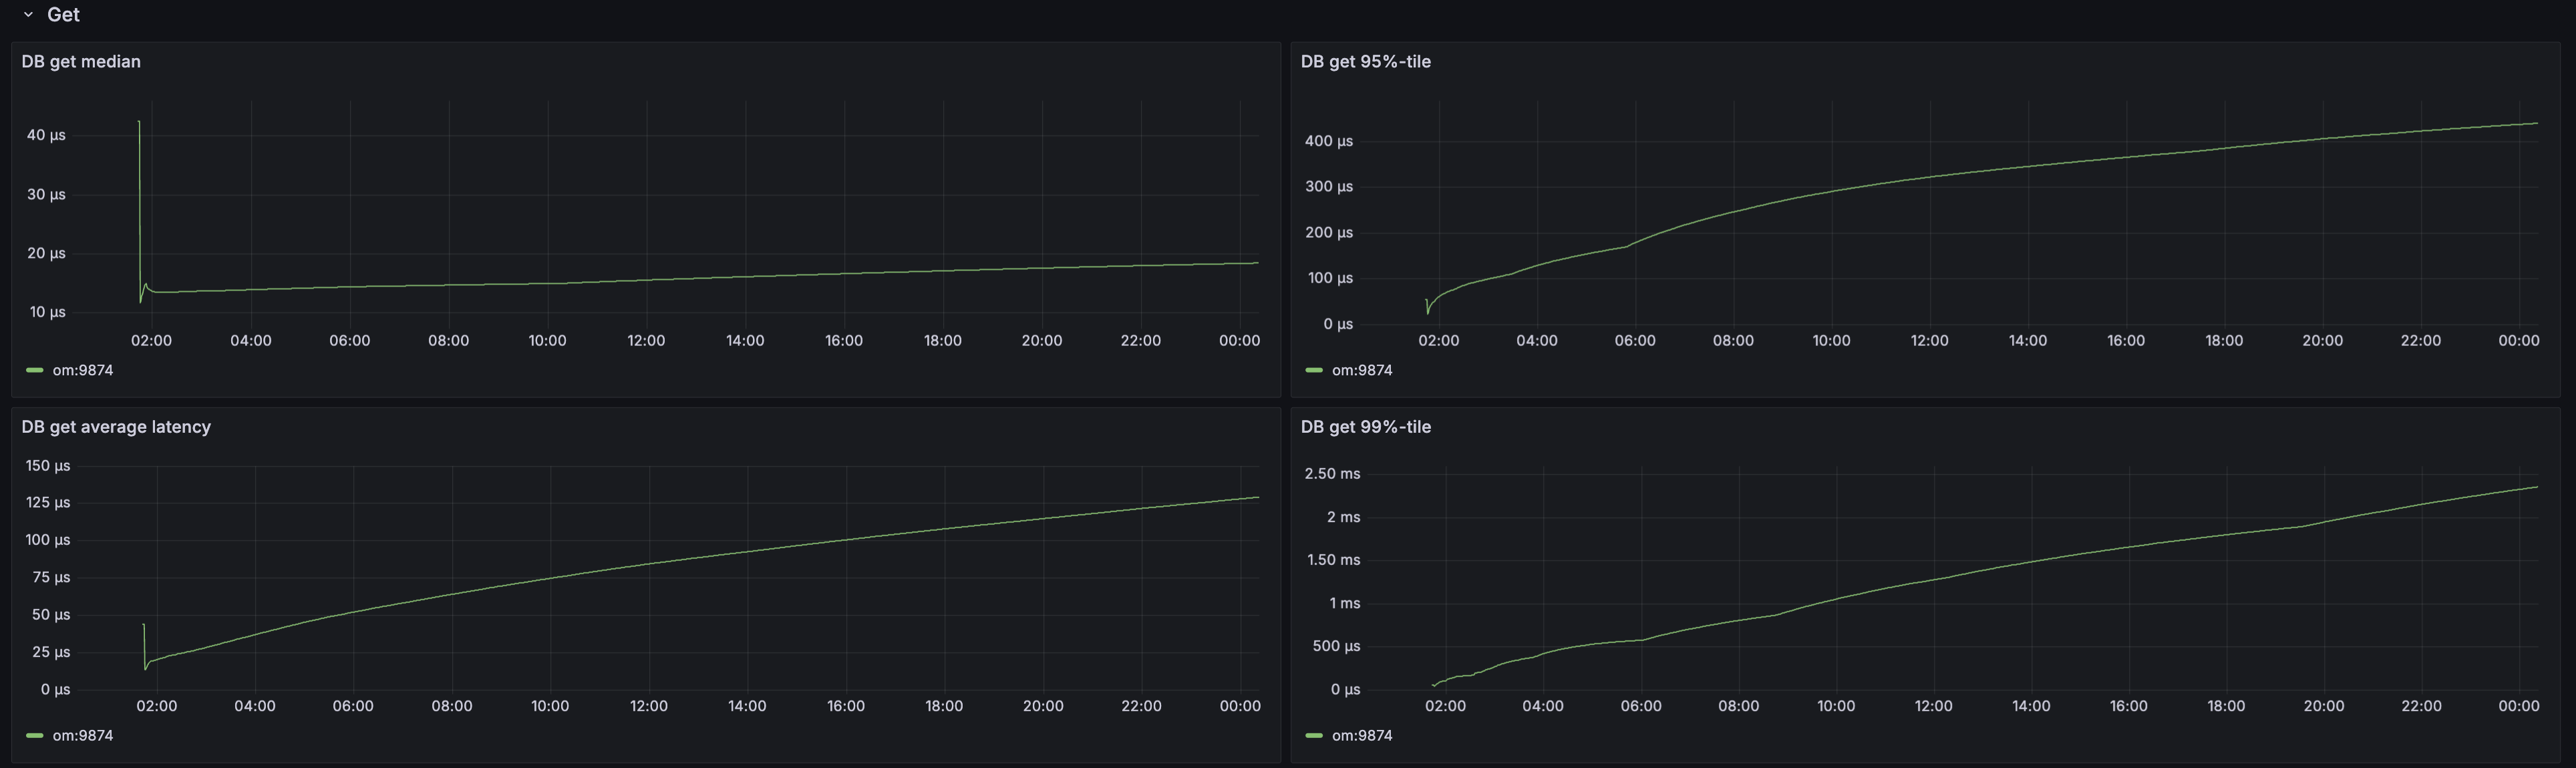 Get
DB get median
40 µs
30 µs
20 µs
10 µs
02:00 04:00 06:00 08:00 10:00 12:00 14:00 16:00 18:00 20:00 22:00 00:00
om:9874
DB get 95%-tile
400 µs
300 µs
200 µs
100 µs
0 µs
02:00 04:00 06:00 08:00 10:00 12:00 14:00 16:00 18:00 20:00 22:00 00:00
om:9874
DB get average latency
150 µs
125 µs
100 µs
75 µs
50 µs
25 µs
0 µs
02:00 04:00 06:00 08:00 10:00 12:00 14:00 16:00 18:00 20:00 22:00 00:00
om:9874
DB get 99%-tile
2.50 ms
2 ms
1.50 ms
1 ms
500 µs
0 µs
02:00 04:00 06:00 08:00 10:00 12:00 14:00 16:00 18:00 20:00 22:00 00:00
om:9874